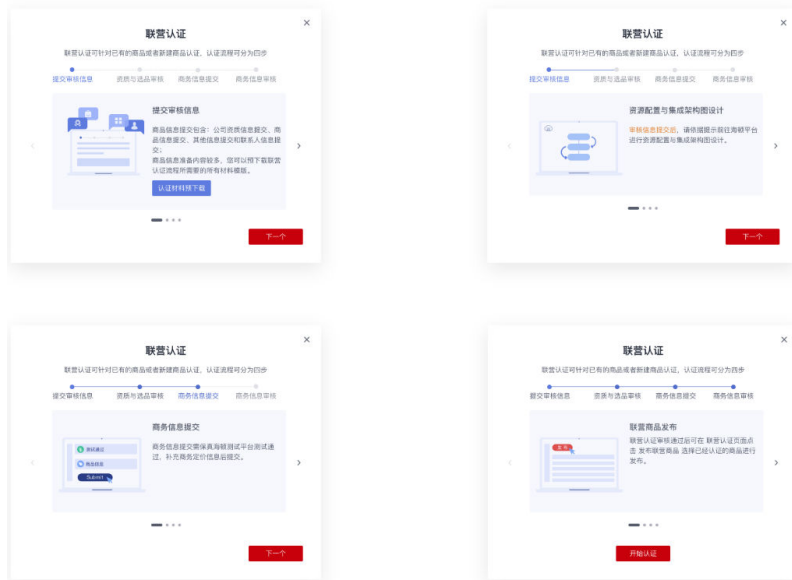 联营认证
联营认证可针对已有的商品或者新建商品认证，认证流程可分为四步
提交审核信息
资质与选品审核
商务信息提交
商务信息审核
提交审核信息
商品信息提交包含：公司资质信息提交、商
品信息提交、其他信息提交和联系人信息提
交；
商品信息准备内容较多，您可以预下载联营
认证流程所需要的所有材料模版。
认证材料预下载
下一个
联营认证
联营认证可针对已有的商品或者新建商品认证，认证流程可分为四步
提交审核信息
资质与选品审核
商务信息提交
商务信息审核
资源配置与集成架构图设计
审核信息提交后，请依据提示前往海顿平台
进行资源配置与集成架构图设计。
下一个
联营认证
联营认证可针对已有的商品或者新建商品认证，认证流程可分为四步
提交审核信息
资质与选品审核
商务信息提交
商务信息审核
商务信息提交
商品信息
Submit
商务信息提交需保真海顿测试平台测试通
过，补充商务定价信息后提交。
下一个
联营认证
联营认证可针对已有的商品或者新建商品认证，认证流程可分为四步
提交审核信息
资质与选品审核
商务信息提交
商务信息审核
联营商品发布
发布
联营认证审核通过后可在 联营认证页面点
击 发布联营商品 选择已经认证的商品进行
发布。
开始认证